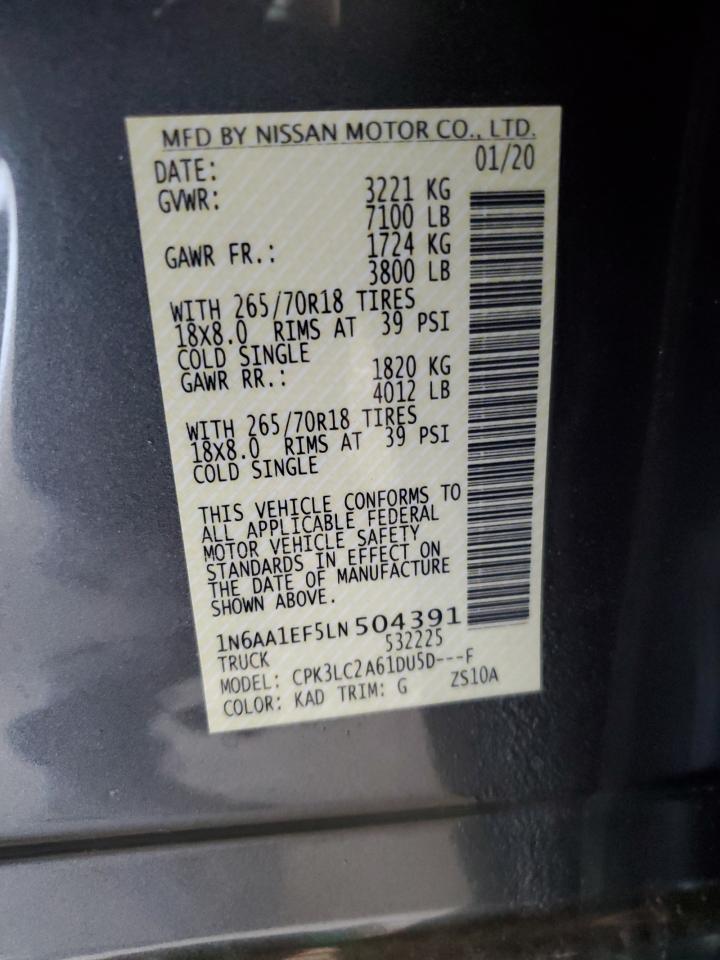 MFD BY NISSAN MOTOR CO., LTD.
DATE: 01/20
GVWR: 3221 KG
7100 LB
GAWR FR.: 1724 KG
3800 LB
WITH 265/70R18 TIRES
18X8.0 RIMS AT 39 PSI
COLD SINGLE
GAWR RR.: 1820 KG
4012 LB
WITH 265/70R18 TIRES
18X8.0 RIMS AT 39 PSI
COLD SINGLE
THIS VEHICLE CONFORMS TO
ALL APPLICABLE FEDERAL
MOTOR VEHICLE SAFETY
STANDARDS IN EFFECT ON
THE DATE OF MANUFACTURE
SHOWN ABOVE.
1N6AA1EF5LN504391
TRUCK 532225
MODEL: CPK3LC2A61DU5D---F
COLOR: KAD TRIM: G ZS10A